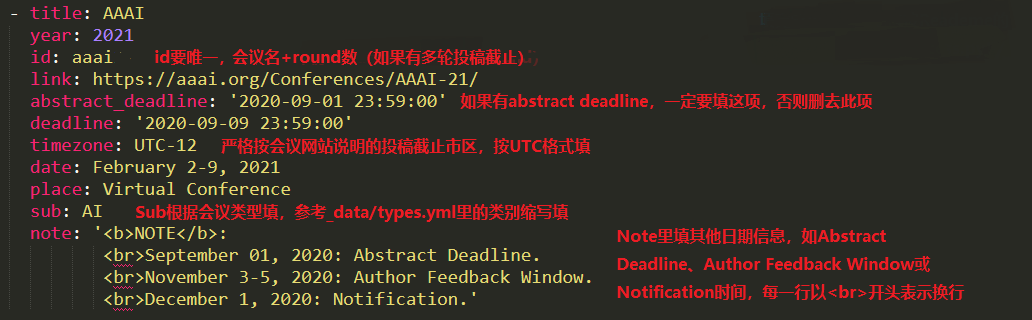 - title: AAAI
year: 2021
id: aaai id要唯一，会议名+round数（如果有多轮投稿截止）
link: https://aaai.org/Conferences/AAAI-21/
abstract_deadline: '2020-09-01 23:59:00' 如果有abstract deadline，一定要填这项，否则删去此项
deadline: '2020-09-09 23:59:00'
timezone: UTC-12 严格按会议网站说明的投稿截止市区，按UTC格式填
date: February 2-9, 2021
place: Virtual Conference
sub: AI Sub根据会议类型填，参考_data/types.yml里的类别缩写填
note: '<b>NOTE</b>:
<br>September 01, 2020: Abstract Deadline.
<br>November 3-5, 2020: Author Feedback Window.
<br>December 1, 2020: Notification.'
Note里填其他日期信息，如Abstract
Deadline、Author Feedback Window或
Notification时间，每一行以<br>开头表示换行